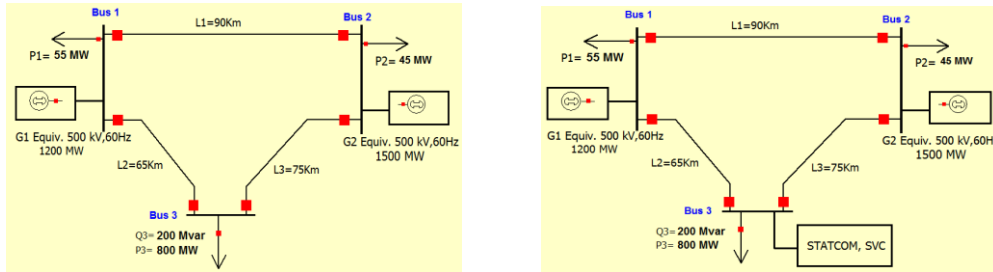 Bus 1
L1=90Km
Bus 2
P1= 55 MW
P2= 45 MW
G1 Equiv. 500 kV,60Hz
1200 MW
G2 Equiv. 500 kV,60Hz
1500 MW
L2=65Km
L3=75Km
Bus 3
Q3= 200 Mvar
P3= 800 MW
Bus 1
L1=90Km
Bus 2
P1= 55 MW
P2= 45 MW
G1 Equiv. 500 kV,60Hz
1200 MW
G2 Equiv. 500 kV,60H
1500 MW
L2=65Km
L3=75Km
Bus 3
Q3= 200 Mvar
P3= 800 MW
STATCOM, SVC